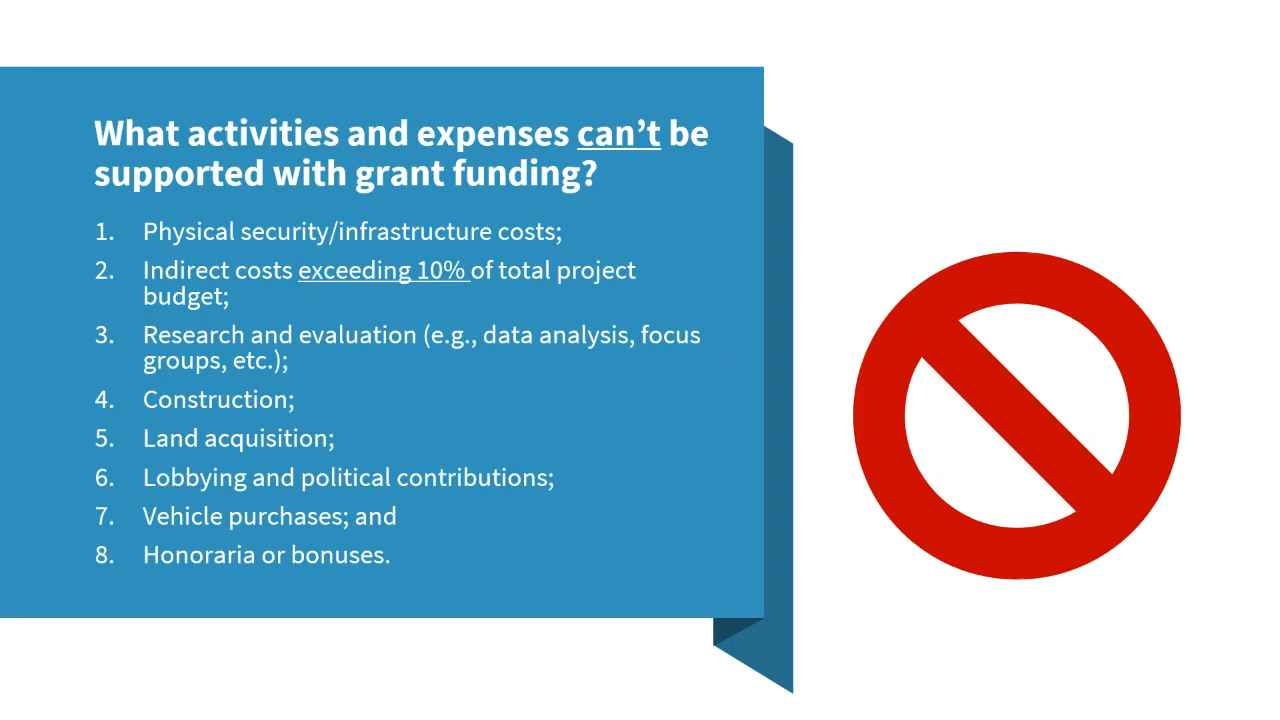 What activities and expenses can’t be
supported with grant funding?
1. Physical security/infrastructure costs;
2. Indirect costs exceeding 10% of total project
budget;
3. Research and evaluation (e.g., data analysis, focus
groups, etc.);
4. Construction;
5. Land acquisition;
6. Lobbying and political contributions;
7. Vehicle purchases; and
8. Honoraria or bonuses.